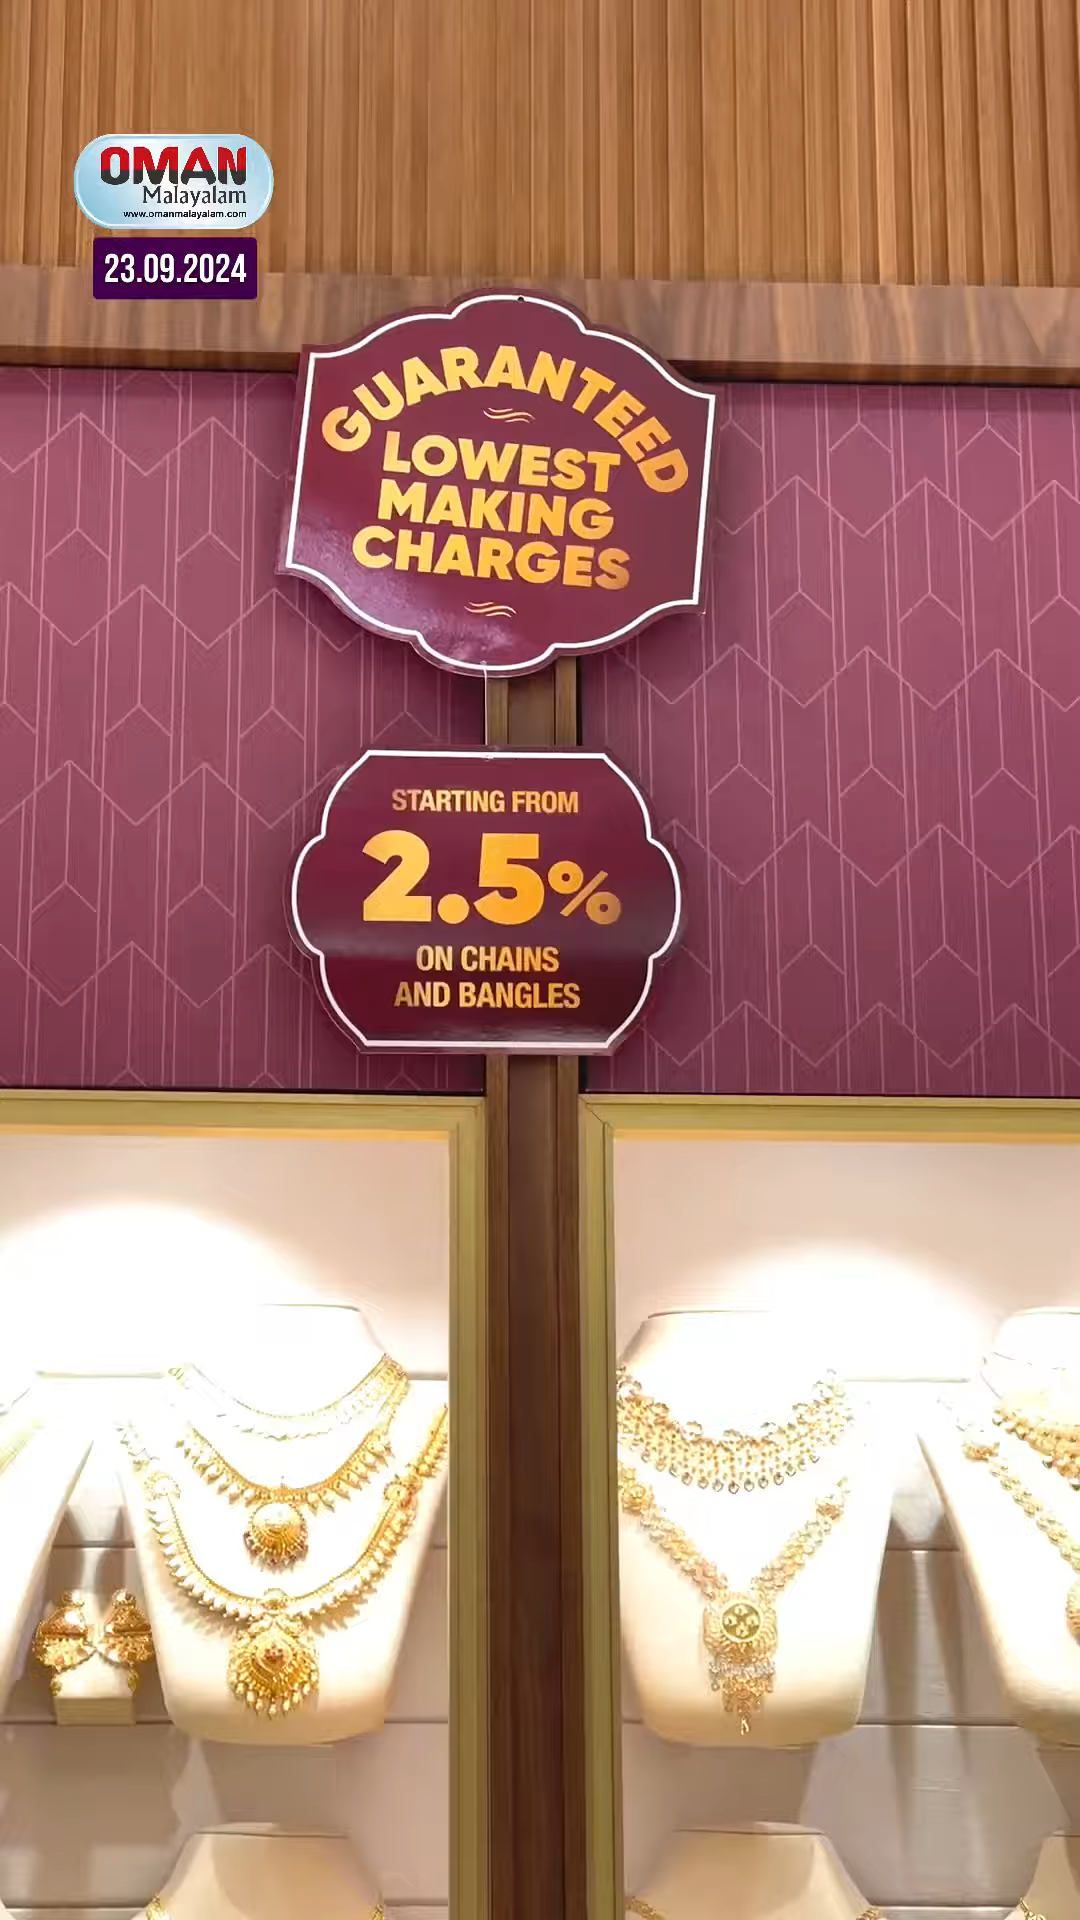 OMAN
Malayalam
www.omanmalayalam.com
23.09.2024
GUARANTEED
LOWEST
MAKING
CHARGES
STARTING FROM
2.5%
ON CHAINS
AND BANGLES